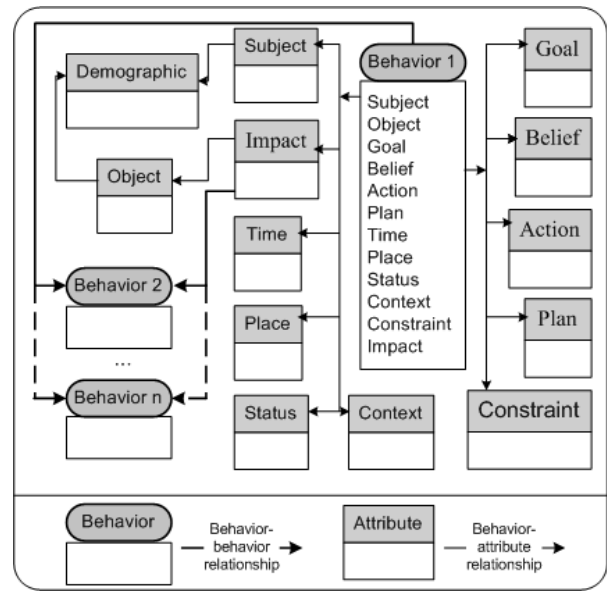 Subject
Behavior 1
Goal
Demographic
Subject
Object
Goal
Belief
Action
Plan
Time
Place
Status
Context
Constraint
Impact
Impact
Belief
Object
Time
Action
Behavior 2
Place
Plan
...
Behavior n
Status
Context
Constraint
Behavior
Behavior-
behavior
relationship
Attribute
Behavior-
attribute
relationship